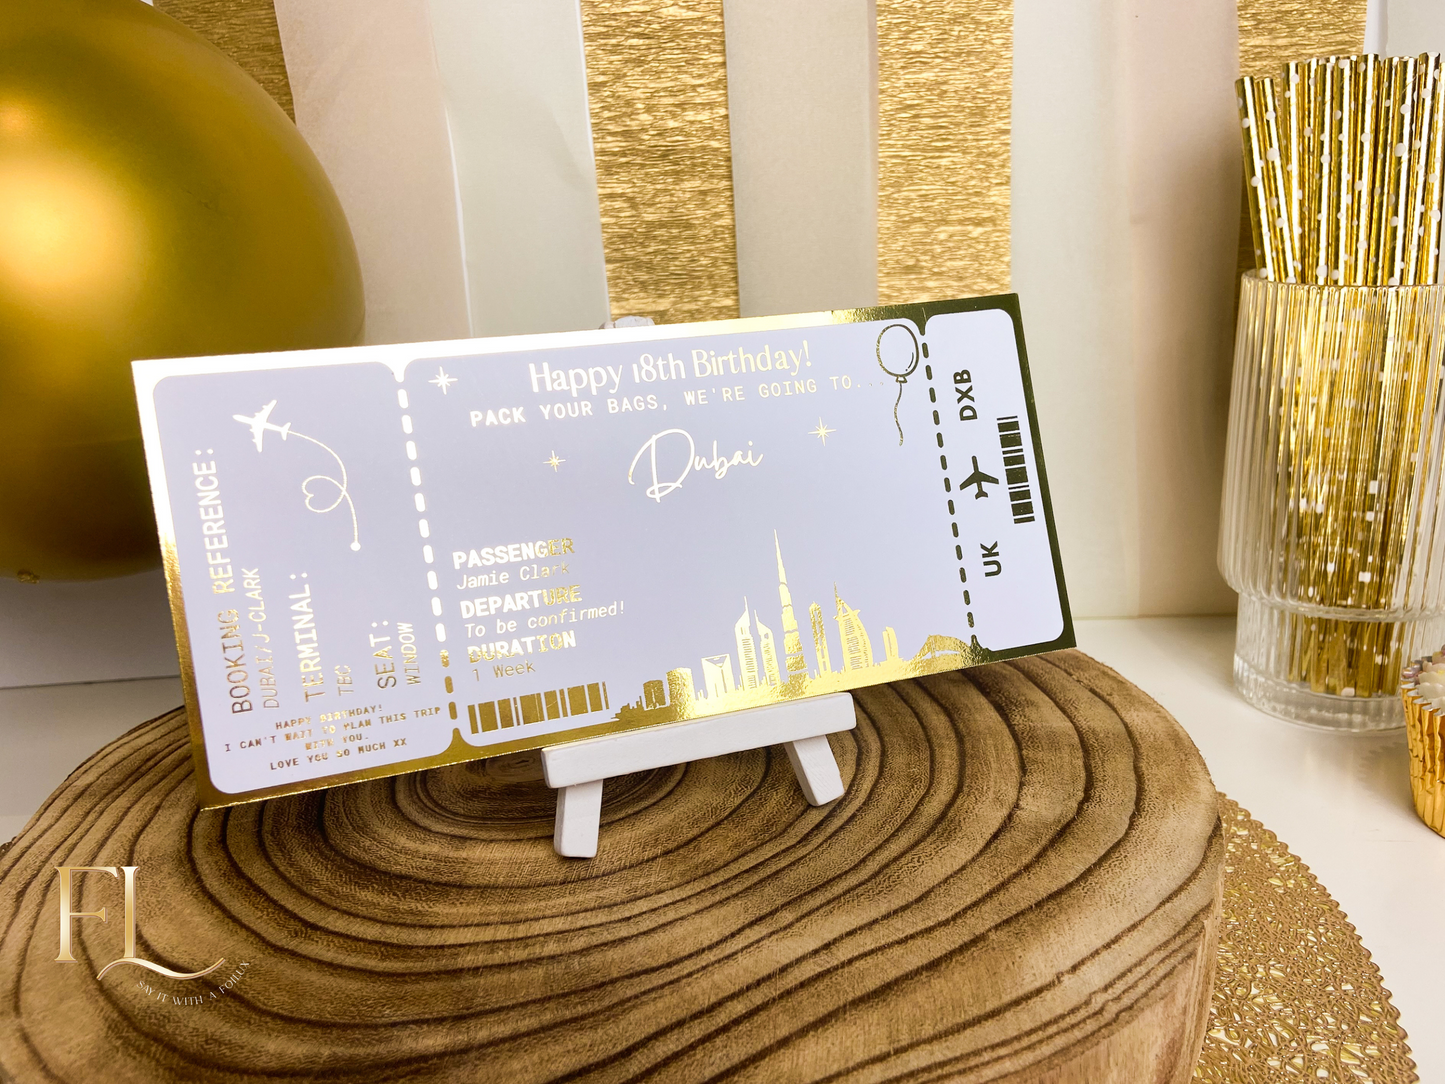 Happy 18th Birthday!
PACK YOUR BAGS, WE'RE GOING TO...
Dubai
PASSENGER
Jamie Clark
DEPARTURE
To be confirmed!
DURATION
1 Week
BOOKING REFERENCE:
DUBAI/J-CLARK
TERMINAL:
TBC
SEAT:
WINDOW
HAPPY BIRTHDAY!
I CAN'T WAIT TO PLAN THIS TRIP
WITH YOU.
LOVE YOU SO MUCH XX
UK
DXB
FL
SAY IT WITH A FOILUX